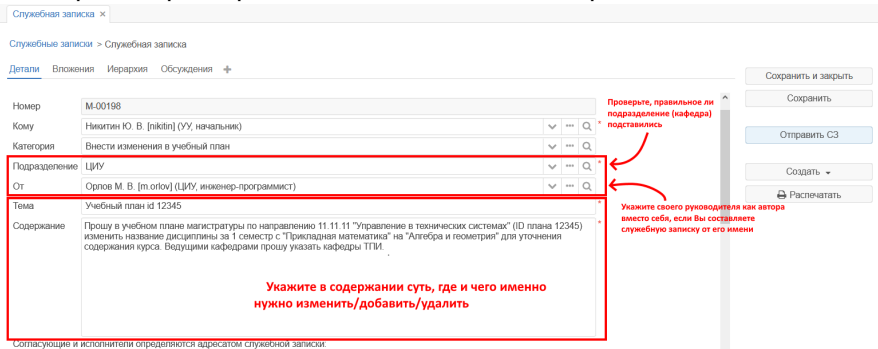 Служебная записка ×
Служебные записки > Служебная записка
Детали Вложения Иерархия Обсуждения +
Сохранить и закрыть
Сохранить
Отправить СЗ
Создать
Распечатать
Номер M-00198
Кому Никитин Ю. В. [nikitin] (УУ, начальник)
Категория Внести изменения в учебный план
Подразделение ЦИУ
От Орлов М. В. [m.orlov] (ЦИУ, инженер-программист)
Тема Учебный план id 12345
Содержание Прошу в учебном плане магистратуры по направлению 11.11.11 "Управление в технических системах" (ID плана 12345)
изменить название дисциплины за 1 семестр с "Прикладная математика" на "Алгебра и геометрия" для уточнения
содержания курса. Ведущими кафедрами прошу указать кафедры ТПИ.
Проверьте, правильное ли
подразделение (кафедра)
подставились
Укажите своего руководителя как автора
вместо себя, если Вы составляете
служебную записку от его имени
Укажите в содержании суть, где и чего именно
нужно изменить/добавить/удалить
Согласующие и исполнители определяются адресатом служебной записки: